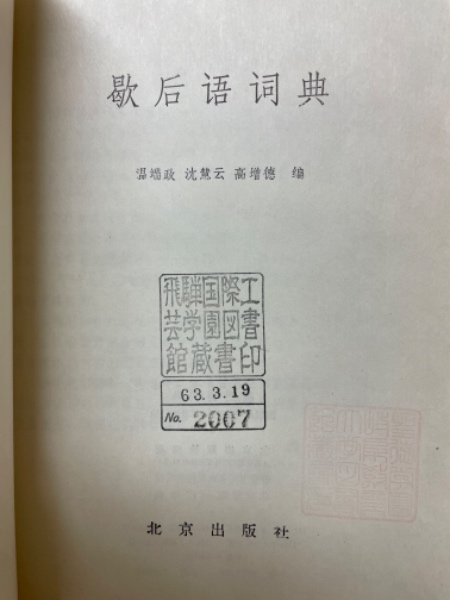 歇后语词典
温端政 沈慧云 高增德 编
飛騨国際工
芸学園図書
館蔵書印
63.3.19
No. 2007
北京出版社